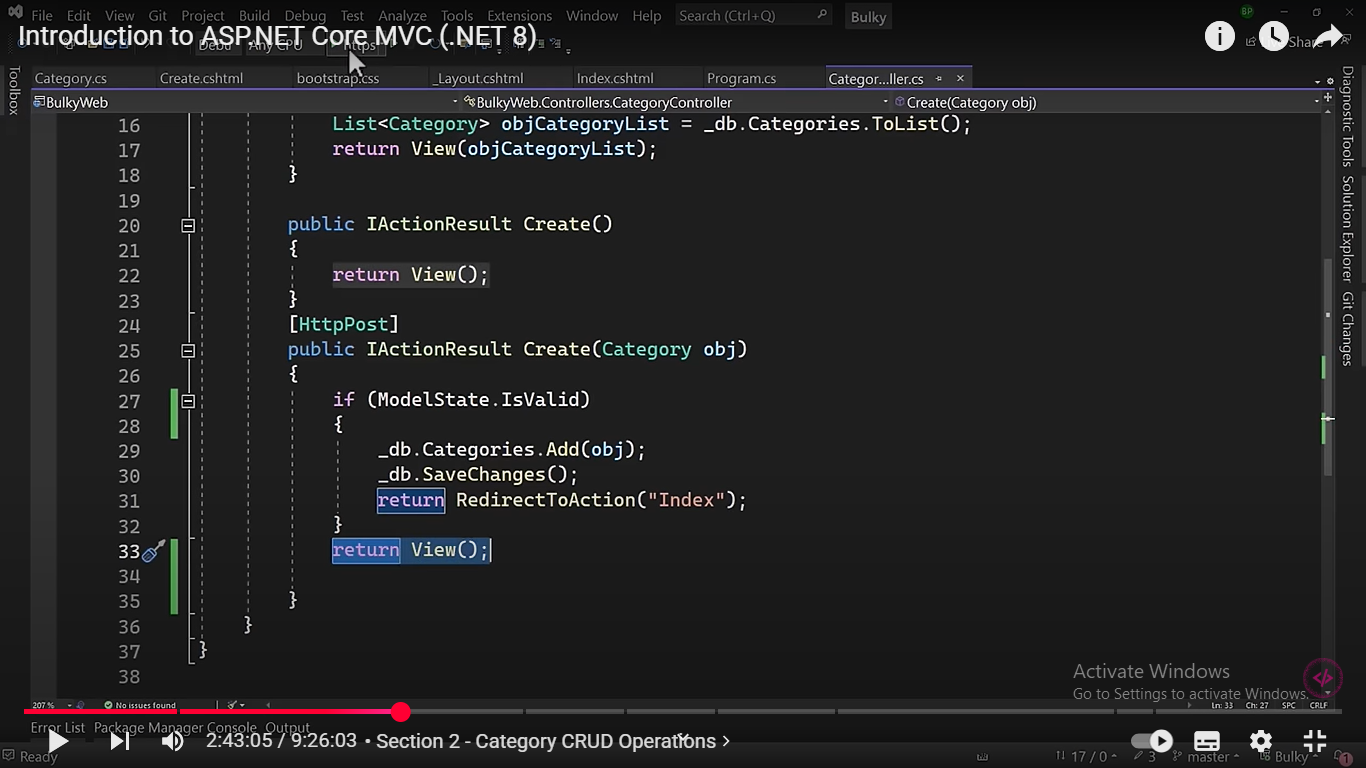 File Edit View Git Project Build Debug Test Analyze Tools Extensions Window Help Search (Ctrl+Q) Bulky BP
Introduction to ASP.NET Core MVC (.NET 8)
Debu Any CPU https Share
Category.cs Create.cshtml bootstrap.css _Layout.cshtml Index.cshtml Program.cs Categor...ller.cs
BulkyWeb BulkyWeb.Controllers.CategoryController Create(Category obj)
Toolbox
Diagnostic Tools Solution Explorer Git Changes
16 List<Category> objCategoryList = _db.Categories.ToList();
17 return View(objCategoryList);
18 }
19
20 public IActionResult Create()
21 {
22 return View();
23 }
24 [HttpPost]
25 public IActionResult Create(Category obj)
26 {
27 if (ModelState.IsValid)
28 {
29 _db.Categories.Add(obj);
30 _db.SaveChanges();
31 return RedirectToAction("Index");
32 }
33 return View();
34
35 }
36 }
37 }
38
Activate Windows
Go to Settings to activate Windows.
207 % No issues found Ln: 33 Ch: 27 SPC CRLF
Error List Package Manager Console Output
2:43:05 / 9:26:03 • Section 2 - Category CRUD Operations >
Ready 17 / 0 3 master Bulky 1